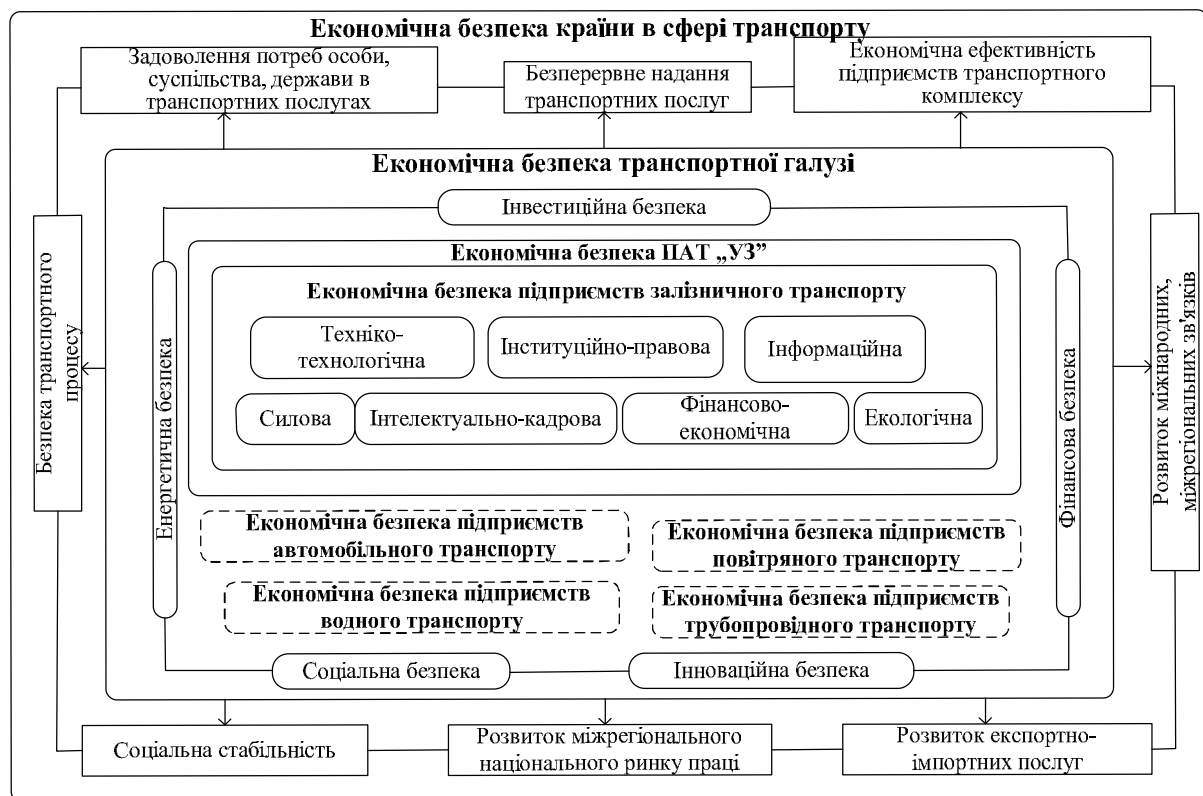 Економічна безпека країни в сфері транспорту
Задоволення потреб особи,
суспільства, держави в
транспортних послугах
Безперервне надання
транспортних послуг
Економічна ефективність
підприємств транспортного
комплексу
Економічна безпека транспортної галузі
Інвестиційна безпека
Безпека транспортного
процесу
Енергетична безпека
Економічна безпека ПАТ „УЗ”
Економічна безпека підприємств залізничного транспорту
Техніко-
технологічна
Інституційно-правова
Інформаційна
Силова
Інтелектуально-кадрова
Фінансово-
економічна
Екологічна
Фінансова безпека
Розвиток міжнародних,
міжрегіональних зв'язків
Економічна безпека підприємств
автомобільного транспорту
Економічна безпека підприємств
повітряного транспорту
Економічна безпека підприємств
водного транспорту
Економічна безпека підприємств
трубопровідного транспорту
Соціальна безпека
Інноваційна безпека
Соціальна стабільність
Розвиток міжрегіонального
національного ринку праці
Розвиток експортно-
імпортних послуг